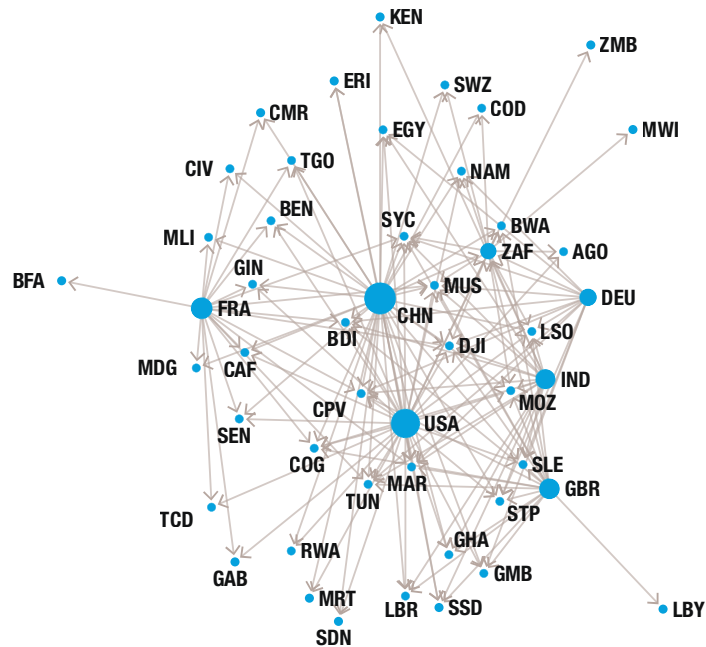 KEN
ZMB
ERI
SWZ
CMR
COD
EGY
MWI
CIV
TGO
NAM
BEN
SYC
BWA
MLI
ZAF
AGO
BFA
GIN
MUS
DEU
FRA
CHN
BDI
LSO
DJI
MDG
CAF
IND
CPV
MOZ
USA
SEN
COG
MAR
SLE
TUN
GBR
STP
TCD
GHA
RWA
GAB
GMB
MRT
LBR
SSD
LBY
SDN